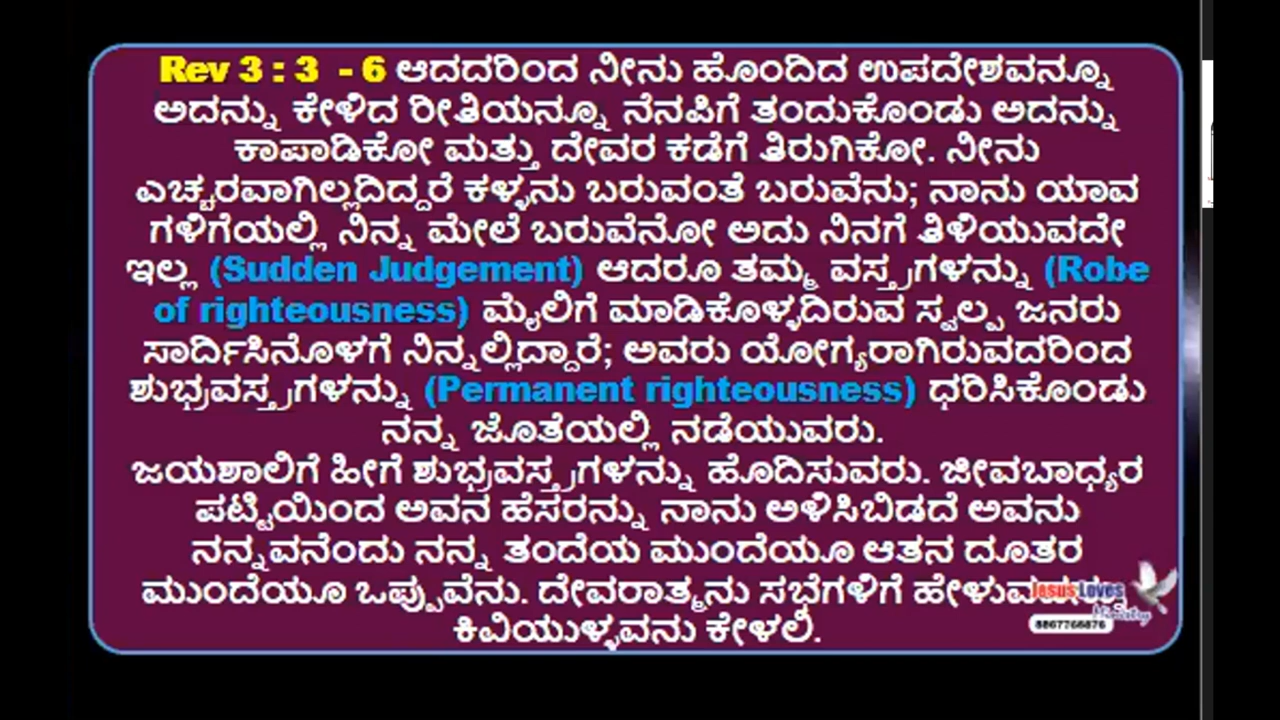 Rev 3 : 3 - 6 ಆದದರಿಂದ ನೀನು ಹೊಂದಿದ ಉಪದೇಶವನ್ನೂ
ಅದನ್ನು ಕೇಳಿದ ರೀತಿಯನ್ನೂ ನೆನಪಿಗೆ ತಂದುಕೊಂಡು ಅದನ್ನು
ಕಾಪಾಡಿಕೋ ಮತ್ತು ದೇವರ ಕಡೆಗೆ ತಿರುಗಿಕೋ. ನೀನು
ಎಚ್ಚರವಾಗಿಲ್ಲದಿದ್ದರೆ ಕಳ್ಳನು ಬರುವಂತೆ ಬರುವೆನು; ನಾನು ಯಾವ
ಗಳಿಗೆಯಲ್ಲಿ ನಿನ್ನ ಮೇಲೆ ಬರುವೆನೋ ಅದು ನಿನಗೆ ತಿಳಿಯುವದೇ
ಇಲ್ಲ (Sudden Judgement) ಆದರೂ ತಮ್ಮ ವಸ್ತ್ರಗಳನ್ನು (Robe
of righteousness) ಮೈಲಿಗೆ ಮಾಡಿಕೊಳ್ಳದಿರುವ ಸ್ವಲ್ಪ ಜನರು
ಸಾರ್ದಿಸಿನೊಳಗೆ ನಿನ್ನಲ್ಲಿದ್ದಾರೆ; ಅವರು ಯೋಗ್ಯರಾಗಿರುವದರಿಂದ
ಶುಭ್ರವಸ್ತ್ರಗಳನ್ನು (Permanent righteousness) ಧರಿಸಿಕೊಂಡು
ನನ್ನ ಜೊತೆಯಲ್ಲಿ ನಡೆಯುವರು.
ಜಯಶಾಲಿಗೆ ಹೀಗೆ ಶುಭ್ರವಸ್ತ್ರಗಳನ್ನು ಹೊದಿಸುವರು. ಜೀವಬಾಧ್ಯರ
ಪಟ್ಟಿಯಿಂದ ಅವನ ಹೆಸರನ್ನು ನಾನು ಅಳಿಸಿಬಿಡದೆ ಅವನು
ನನ್ನವನೆಂದು ನನ್ನ ತಂದೆಯ ಮುಂದೆಯೂ ಆತನ ದೂತರ
ಮುಂದೆಯೂ ಒಪ್ಪುವೆನು. ದೇವರಾತ್ಮನು ಸಭೆಗಳಿಗೆ
ಕಿವಿಯುಳ್ಳವನು ಕೇಳಲಿ.
Jesus Loves
Ministry
8867766876